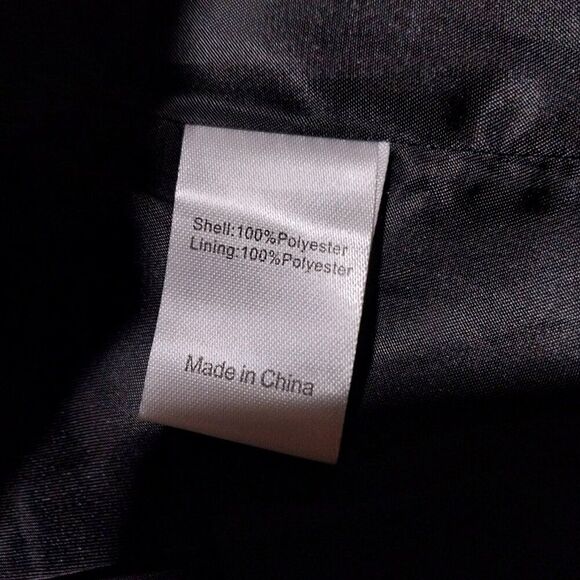 Shell:100%Polyester
Lining:100%Polyester
Made in China